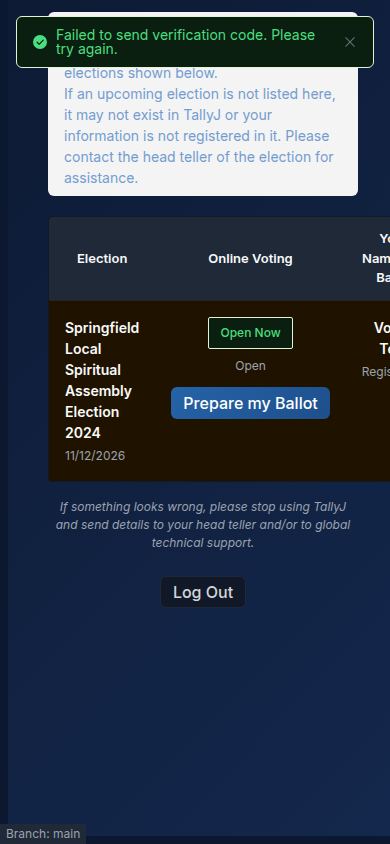 Failed to send verification code. Please
try again.
elections shown below.
If an upcoming election is not listed here,
it may not exist in TallyJ or your
information is not registered in it. Please
contact the head teller of the election for
assistance.
Election
Online Voting
Springfield
Local
Spiritual
Assembly
Election
2024
11/12/2026
Open Now
Open
Prepare my Ballot
If something looks wrong, please stop using TallyJ
and send details to your head teller and/or to global
technical support.
Log Out
Branch: main